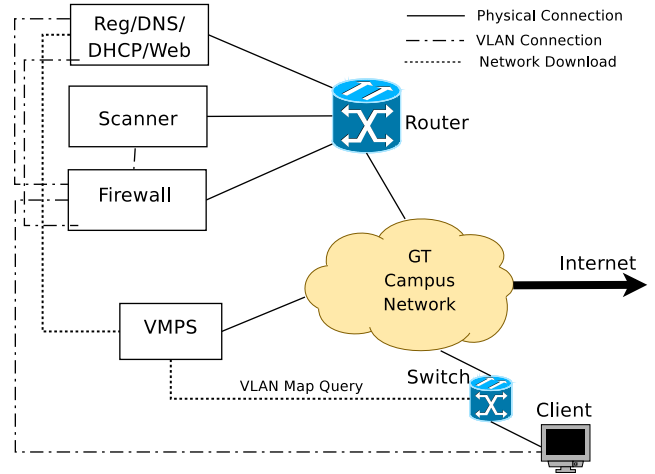 Reg/DNS/
DHCP/Web
Physical Connection
VLAN Connection
Network Download
Scanner
Router
Firewall
GT
Campus
Network
Internet
VMPS
VLAN Map Query
Switch
Client